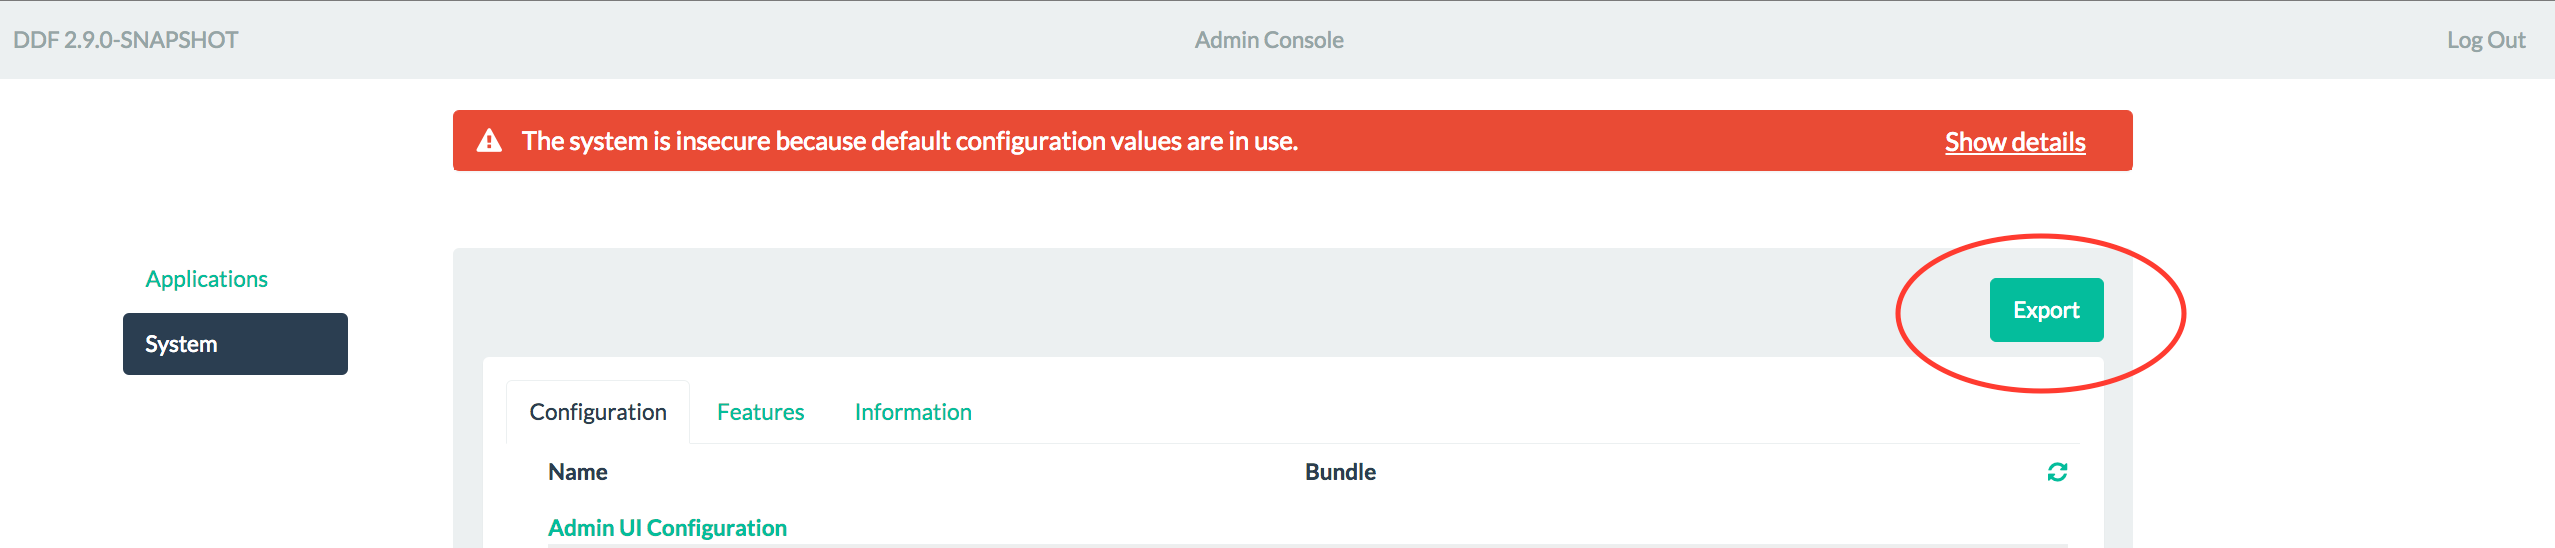 DDF 2.9.0-SNAPSHOT Admin Console Log Out
The system is insecure because default configuration values are in use. Show details
Applications
System
Export
Configuration Features Information
Name Bundle
Admin UI Configuration